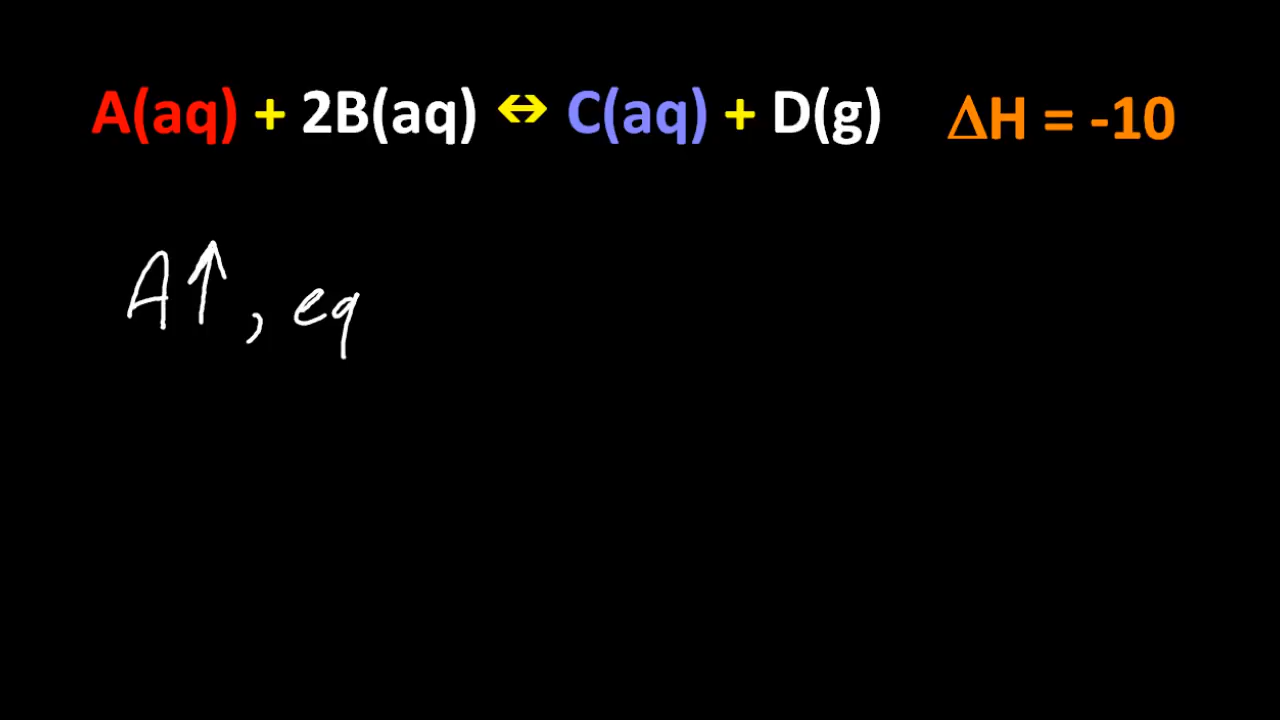 A(aq) + 2B(aq) ↔ C(aq) + D(g) ΔH = -10
A↑, eq